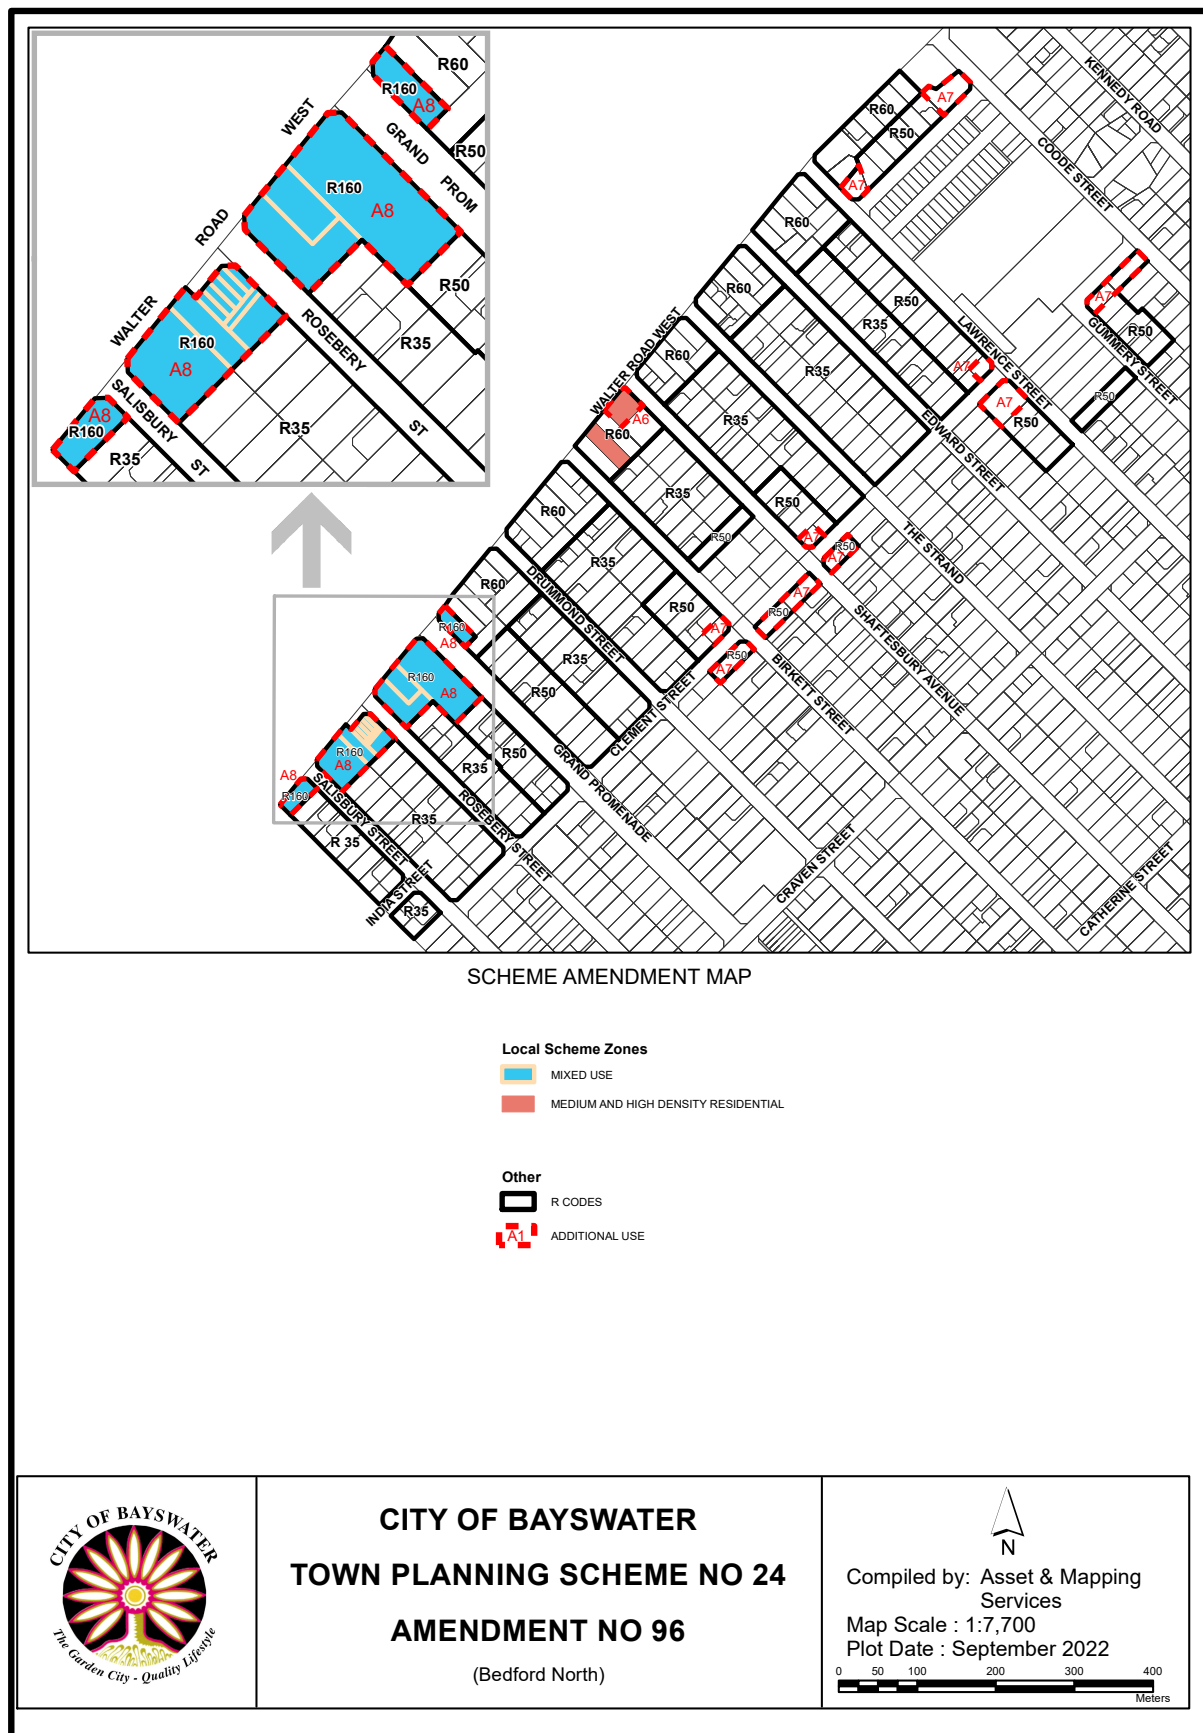 R60
R160
A8
WEST
GRAND
PROM
R50
R160
A8
ROAD
R50
WALTER
ROSEBERY
ST
R35
R160
A8
SALISBURY
ST
R35
A8
R160
R35
KENNEDY ROAD
COODE STREET
R60
A7
R50
A7
R60
R60
R50
R35
A7
GUMMERY STREET
R50
R50
LAWRENCE STREET
WALTER ROAD WEST
R60
R35
A7
A7
R50
EDWARD STREET
A6
R60
R35
R35
R50
R50
A7
R50
A7
THE STRAND
R60
R35
DRUMMOND STREET
R60
R50
A7
R50
A7
R50
A7
SHAFTESBURY AVENUE
BIRKETT STREET
R160
A8
R35
R50
CLEMENT STREET
R160
A8
R50
R35
GRAND PROMENADE
R160
A8
A8
R160
SALISBURY STREET
R35
ROSEBERY STREET
R 35
INDIA STREET
R35
CRAVEN STREET
CATHERINE STREET
SCHEME AMENDMENT MAP
Local Scheme Zones
MIXED USE
MEDIUM AND HIGH DENSITY RESIDENTIAL
Other
R CODES
A1
ADDITIONAL USE
CITY OF BAYSWATER
The Garden City - Quality Lifestyle
CITY OF BAYSWATER
TOWN PLANNING SCHEME NO 24
AMENDMENT NO 96
(Bedford North)
N
Compiled by: Asset & Mapping
Services
Map Scale : 1:7,700
Plot Date : September 2022
0 50 100 200 300 400
Meters